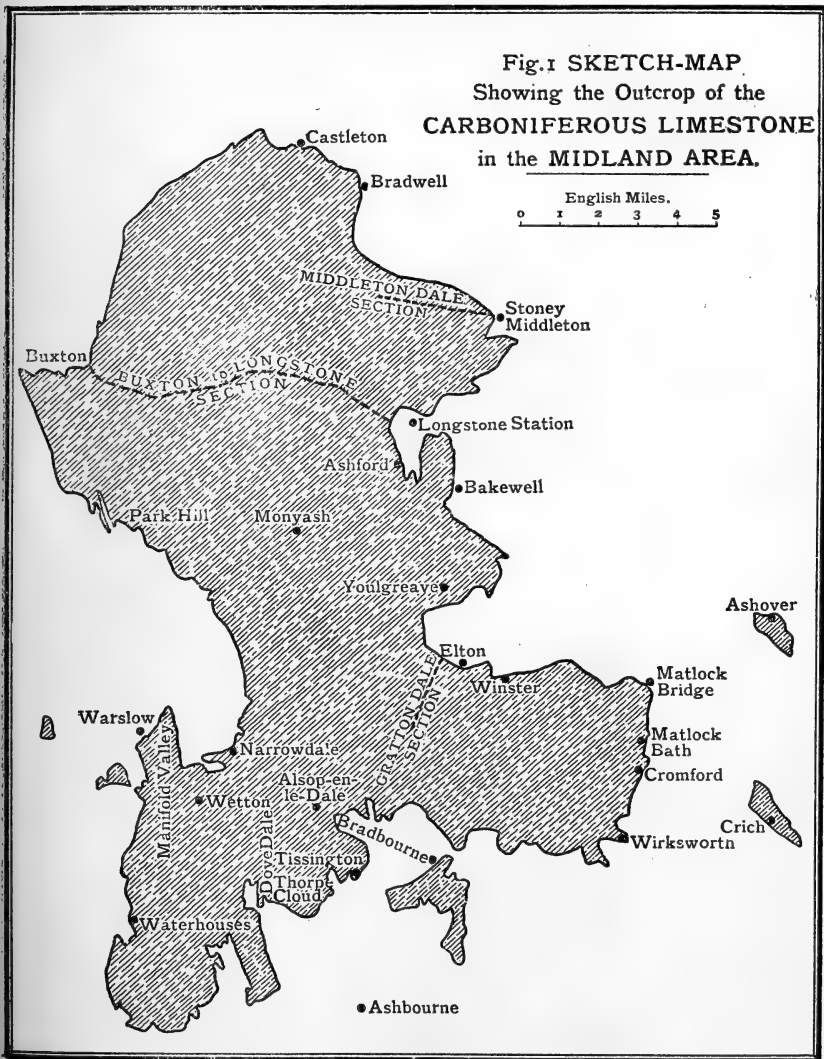 Fig.1 SKETCH-MAP
Showing the Outcrop of the
CARBONIFEROUS LIMESTONE
in the MIDLAND AREA.
English Miles.
0 1 2 3 4 5
Castleton
Bradwell
MIDDLETON DALE
SECTION
Stoney
Middleton
Buxton
BUXTON to LONGSTONE
SECTION
Longstone Station
Ashford
Bakewell
Park Hill
Monyash
Youlgreave
Ashover
Elton
Winster
GRATTON DALE
SECTION
Matlock
Bridge
Warslow
Narrowdale
Matlock
Bath
Cromford
Manifold Valley
Wetton
Alsop-en-
le-Dale
DoveDale
Bradbourne
Crich
Wirksworth
Tissington
Thorpe
Cloud
Waterhouses
Ashbourne